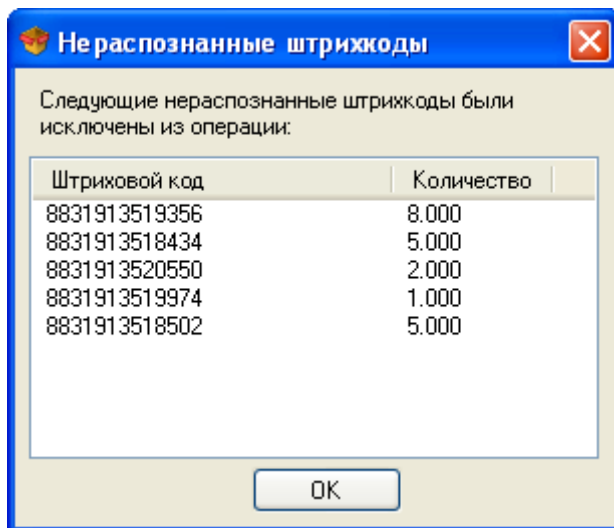 Нераспознанные штрихкоды
Следующие нераспознанные штрихкоды были
исключены из операции:
Штриховой код Количество
8831913519356 8.000
8831913518434 5.000
8831913520550 2.000
8831913519974 1.000
8831913518502 5.000
OK